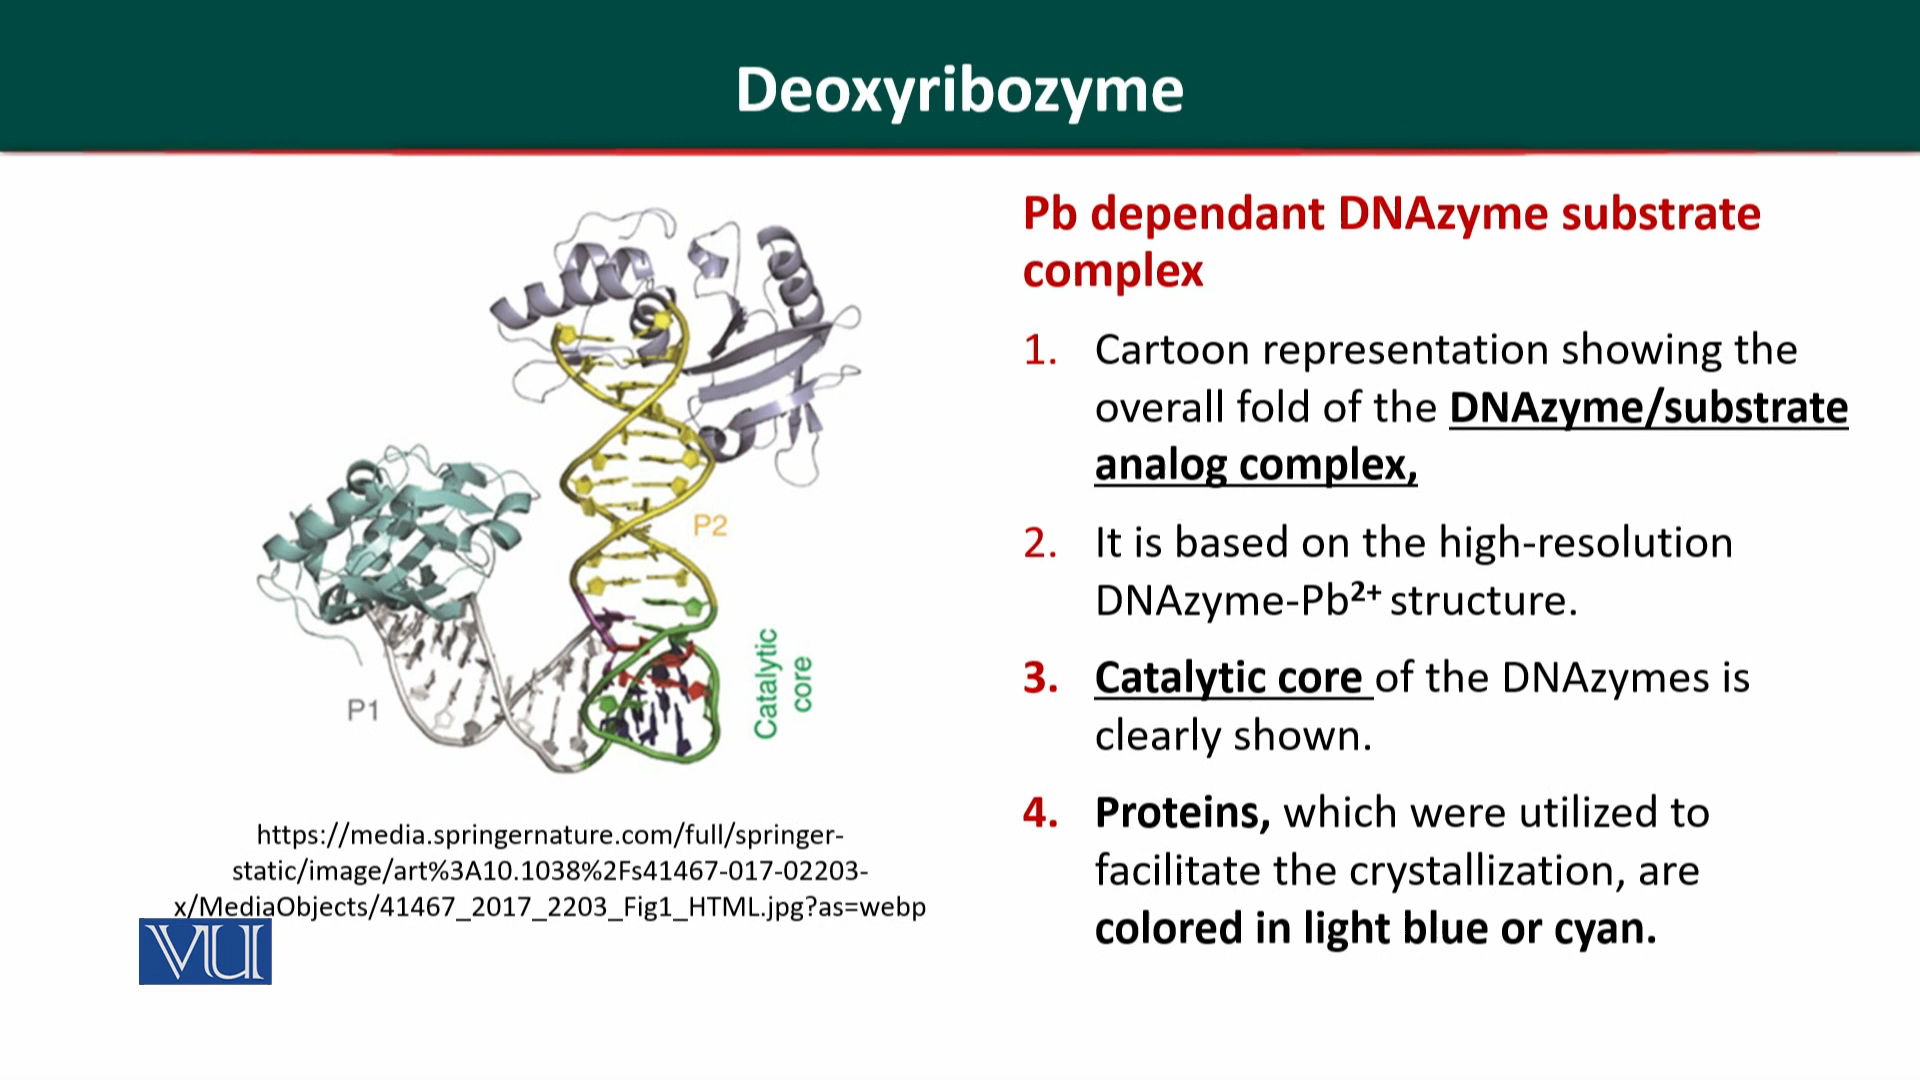 Deoxyribozyme
Pb dependant DNAzyme substrate
complex
1. Cartoon representation showing the
overall fold of the DNAzyme/substrate
analog complex,
2. It is based on the high-resolution
DNAzyme-Pb²⁺ structure.
3. Catalytic core of the DNAzymes is
clearly shown.
4. Proteins, which were utilized to
facilitate the crystallization, are
colored in light blue or cyan.
P2
P1
Catalytic
core
https://media.springernature.com/full/springer-
static/image/art%3A10.1038%2Fs41467-017-02203-
x/MediaObjects/41467_2017_2203_Fig1_HTML.jpg?as=webp
VU